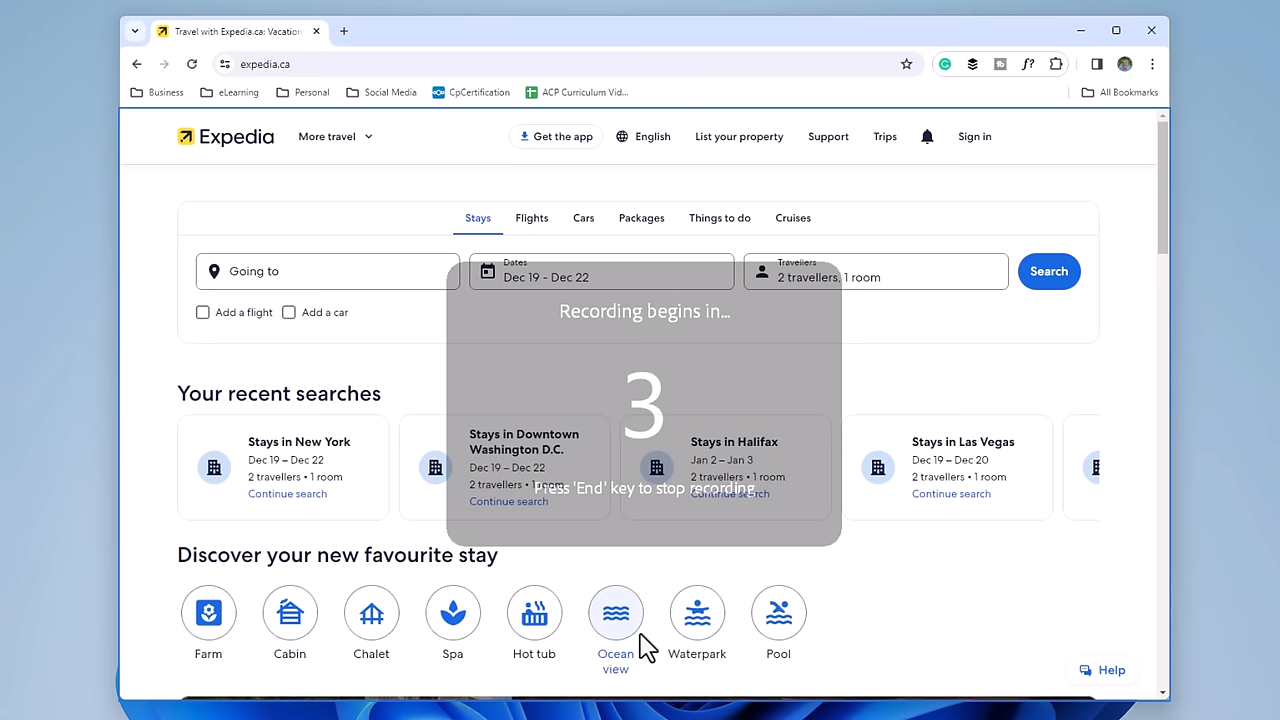 Travel with Expedia.ca: Vacation
expedia.ca
Business
eLearning
Personal
Social Media
CpCertification
ACP Curriculum Vid...
All Bookmarks
Expedia
More travel
Get the app
English
List your property
Support
Trips
Sign in
Stays
Flights
Cars
Packages
Things to do
Cruises
Going to
Dates
Dec 19 - Dec 22
Travellers
2 travellers, 1 room
Search
Add a flight
Add a car
Recording begins in...
3
Press 'End' key to stop recording
Your recent searches
Stays in New York
Dec 19 – Dec 22
2 travellers • 1 room
Continue search
Stays in Downtown
Washington D.C.
Dec 19 – Dec 22
2 travellers • 1 room
Continue search
Stays in Halifax
Jan 2 – Jan 3
2 travellers • 1 room
Continue search
Stays in Las Vegas
Dec 19 – Dec 20
2 travellers • 1 room
Continue search
Discover your new favourite stay
Farm
Cabin
Chalet
Spa
Hot tub
Ocean
view
Waterpark
Pool
Help